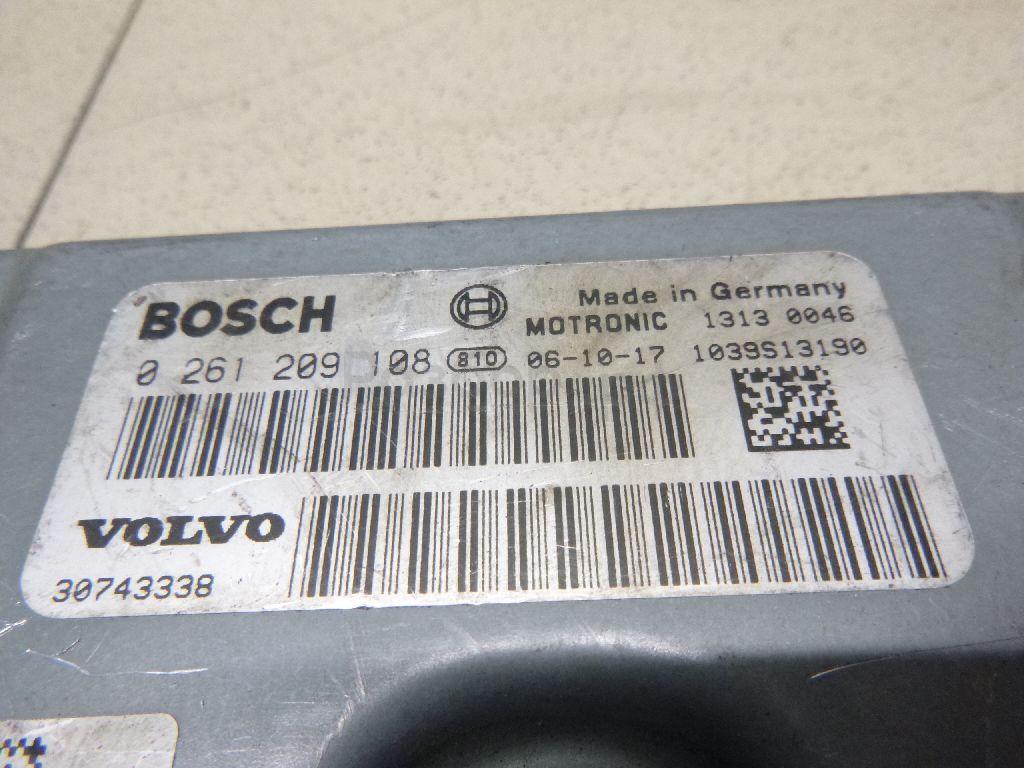 BOSCH Made in Germany
MOTRONIC 1313 0046
0 261 209 108 810 06-10-17 1039S13190
VOLVO
30743338